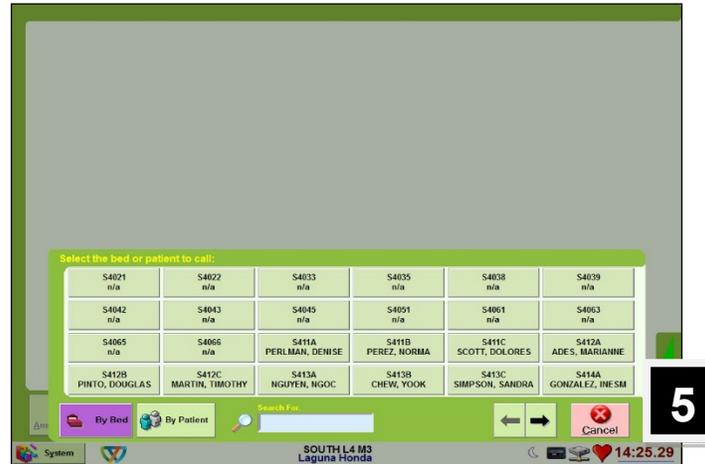 Select the bed or patient to call:
S4021 S4022 S4033 S4035 S4038 S4039
n/a n/a n/a n/a n/a n/a
S4042 S4043 S4045 S4051 S4061 S4063
n/a n/a n/a n/a n/a n/a
S4065 S4066 S411A S411B S411C S412A
n/a n/a PERLMAN, DENISE PEREZ, NORMA SCOTT, DOLORES ADES, MARIANNE
S412B S412C S413A S413B S413C S414A
PINTO, DOUGLAS MARTIN, TIMOTHY NGUYEN, NGOC CHEW, YOOK SIMPSON, SANDRA GONZALEZ, INESM
Search For:
By Bed By Patient Cancel
5
System SOUTH L4 M3 14:25.29
Laguna Honda